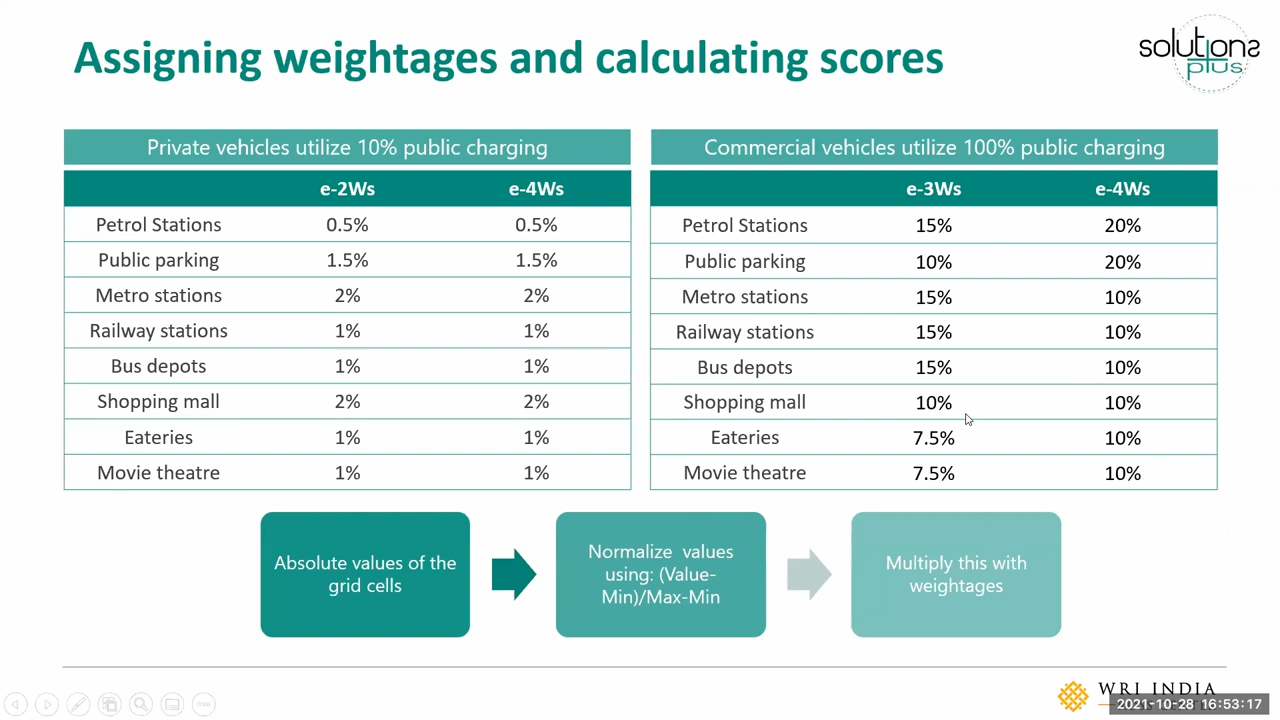 Assigning weightages and calculating scores
solutions
plus
Private vehicles utilize 10% public charging
e-2Ws e-4Ws
Petrol Stations 0.5% 0.5%
Public parking 1.5% 1.5%
Metro stations 2% 2%
Railway stations 1% 1%
Bus depots 1% 1%
Shopping mall 2% 2%
Eateries 1% 1%
Movie theatre 1% 1%
Commercial vehicles utilize 100% public charging
e-3Ws e-4Ws
Petrol Stations 15% 20%
Public parking 10% 20%
Metro stations 15% 10%
Railway stations 15% 10%
Bus depots 15% 10%
Shopping mall 10% 10%
Eateries 7.5% 10%
Movie theatre 7.5% 10%
Absolute values of the
grid cells
Normalize values
using: (Value-
Min)/Max-Min
Multiply this with
weightages
WRI INDIA
2021-10-28 16:53:17